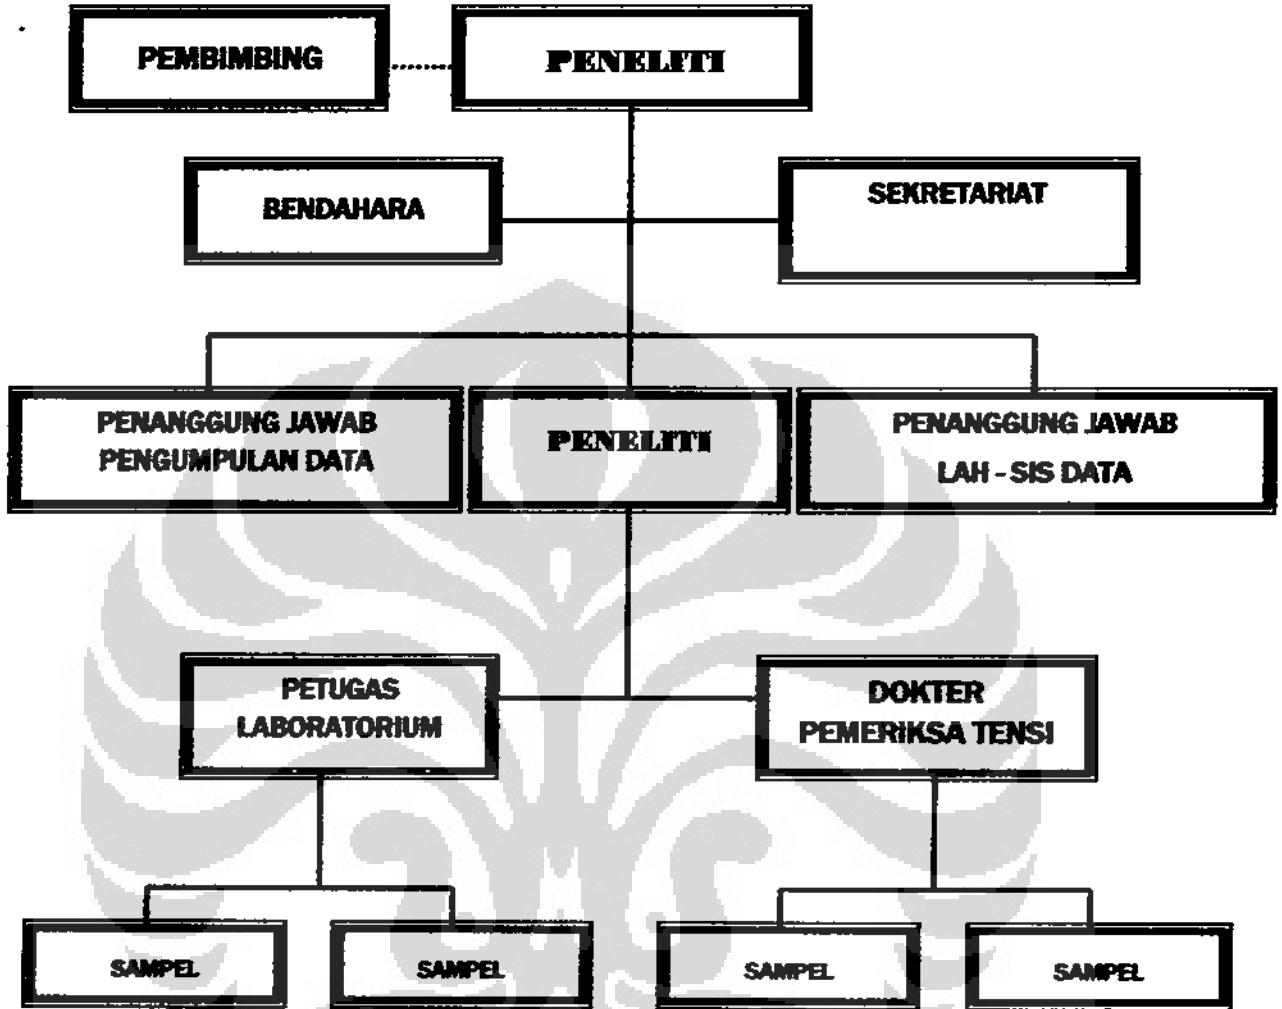 PEMBIMBING
PENELITI
BENDAHARA
SEKRETARIAT
PENANGGUNG JAWAB
PENGUMPULAN DATA
PENELITI
PENANGGUNG JAWAB
LAH - SIS DATA
PETUGAS
LABORATORIUM
DOKTER
PEMERIKSA TENSI
SAMPEL
SAMPEL
SAMPEL
SAMPEL